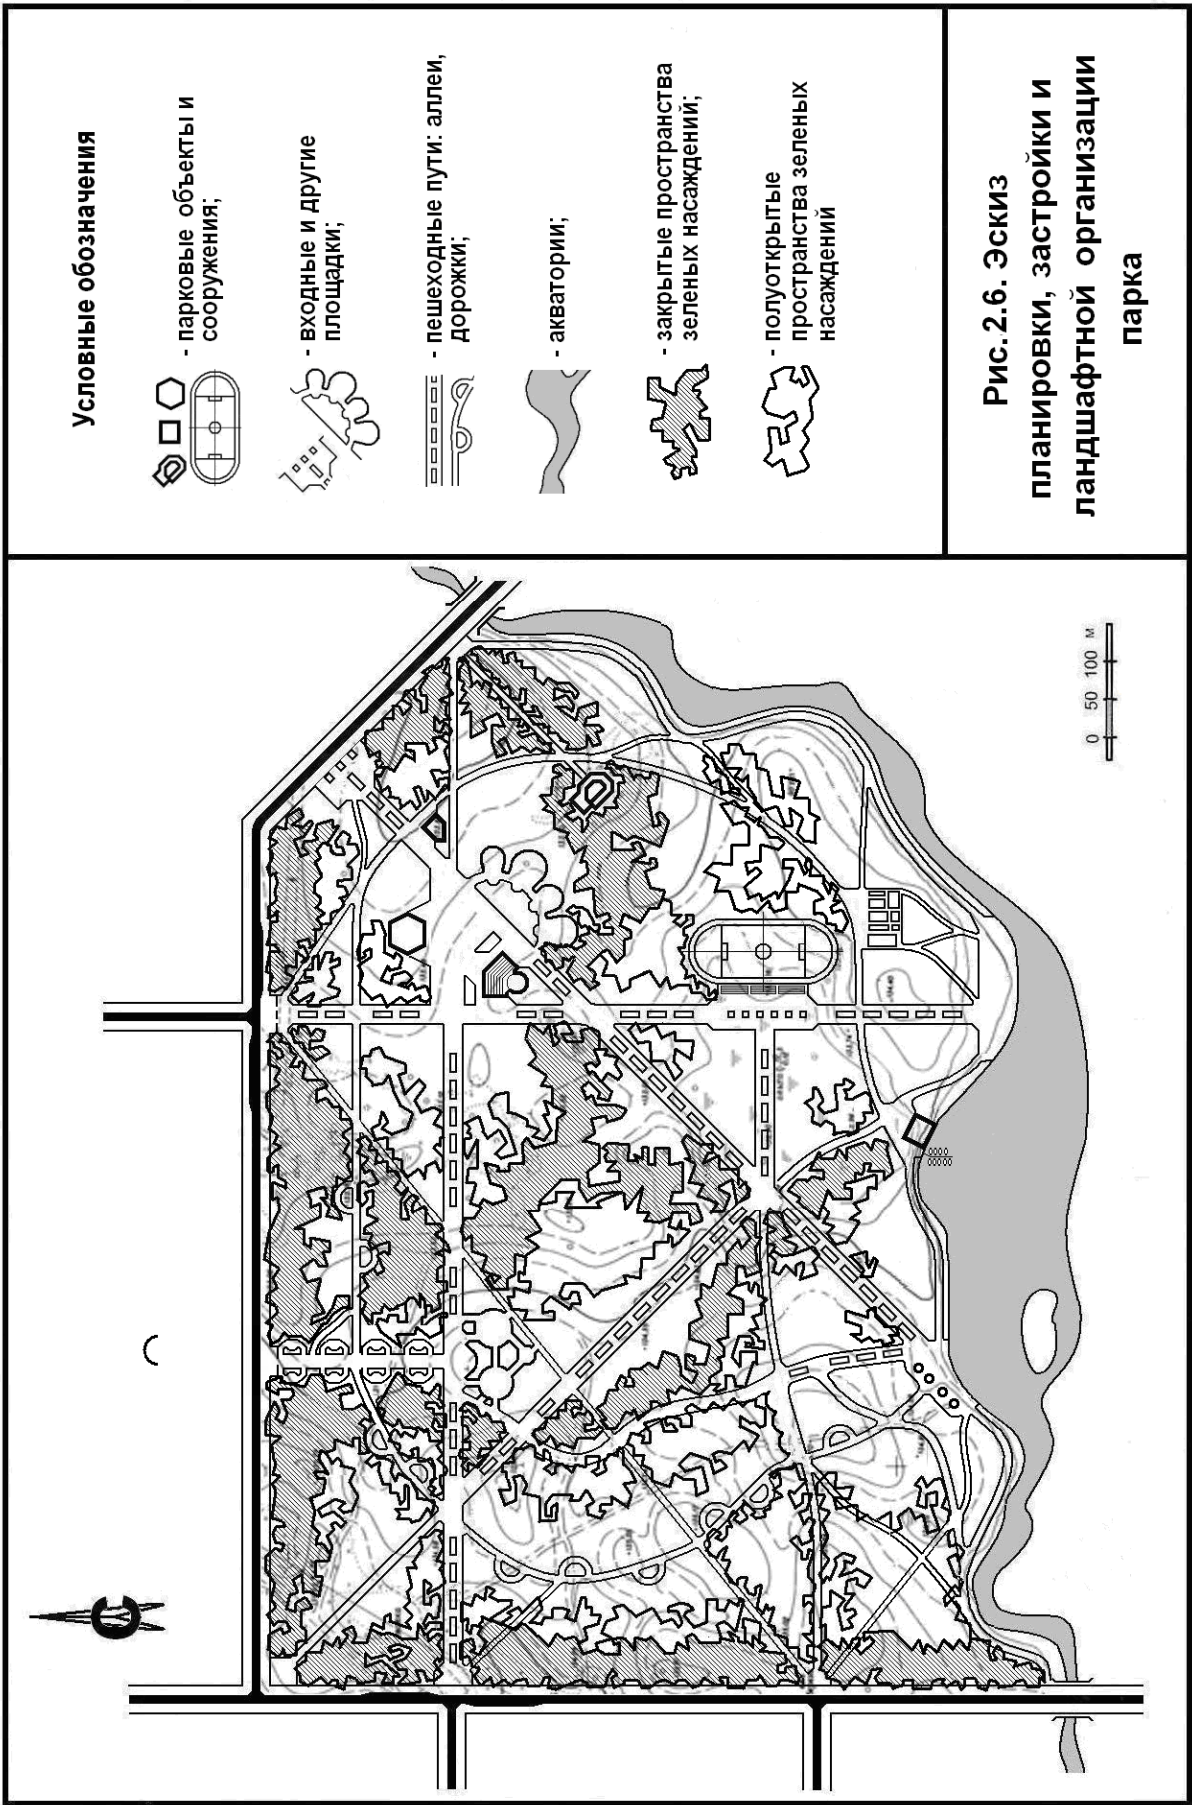 Условные обозначения
- парковые объекты и
сооружения;
- входные и другие
площадки;
- пешеходные пути: аллеи,
дорожки;
- акватории;
- закрытые пространства
зеленых насаждений;
- полуоткрытые
пространства зеленых
насаждений
Рис.2.6. Эскиз
планировки, застройки и
ландшафтной организации
парка
0 50 100 м
С